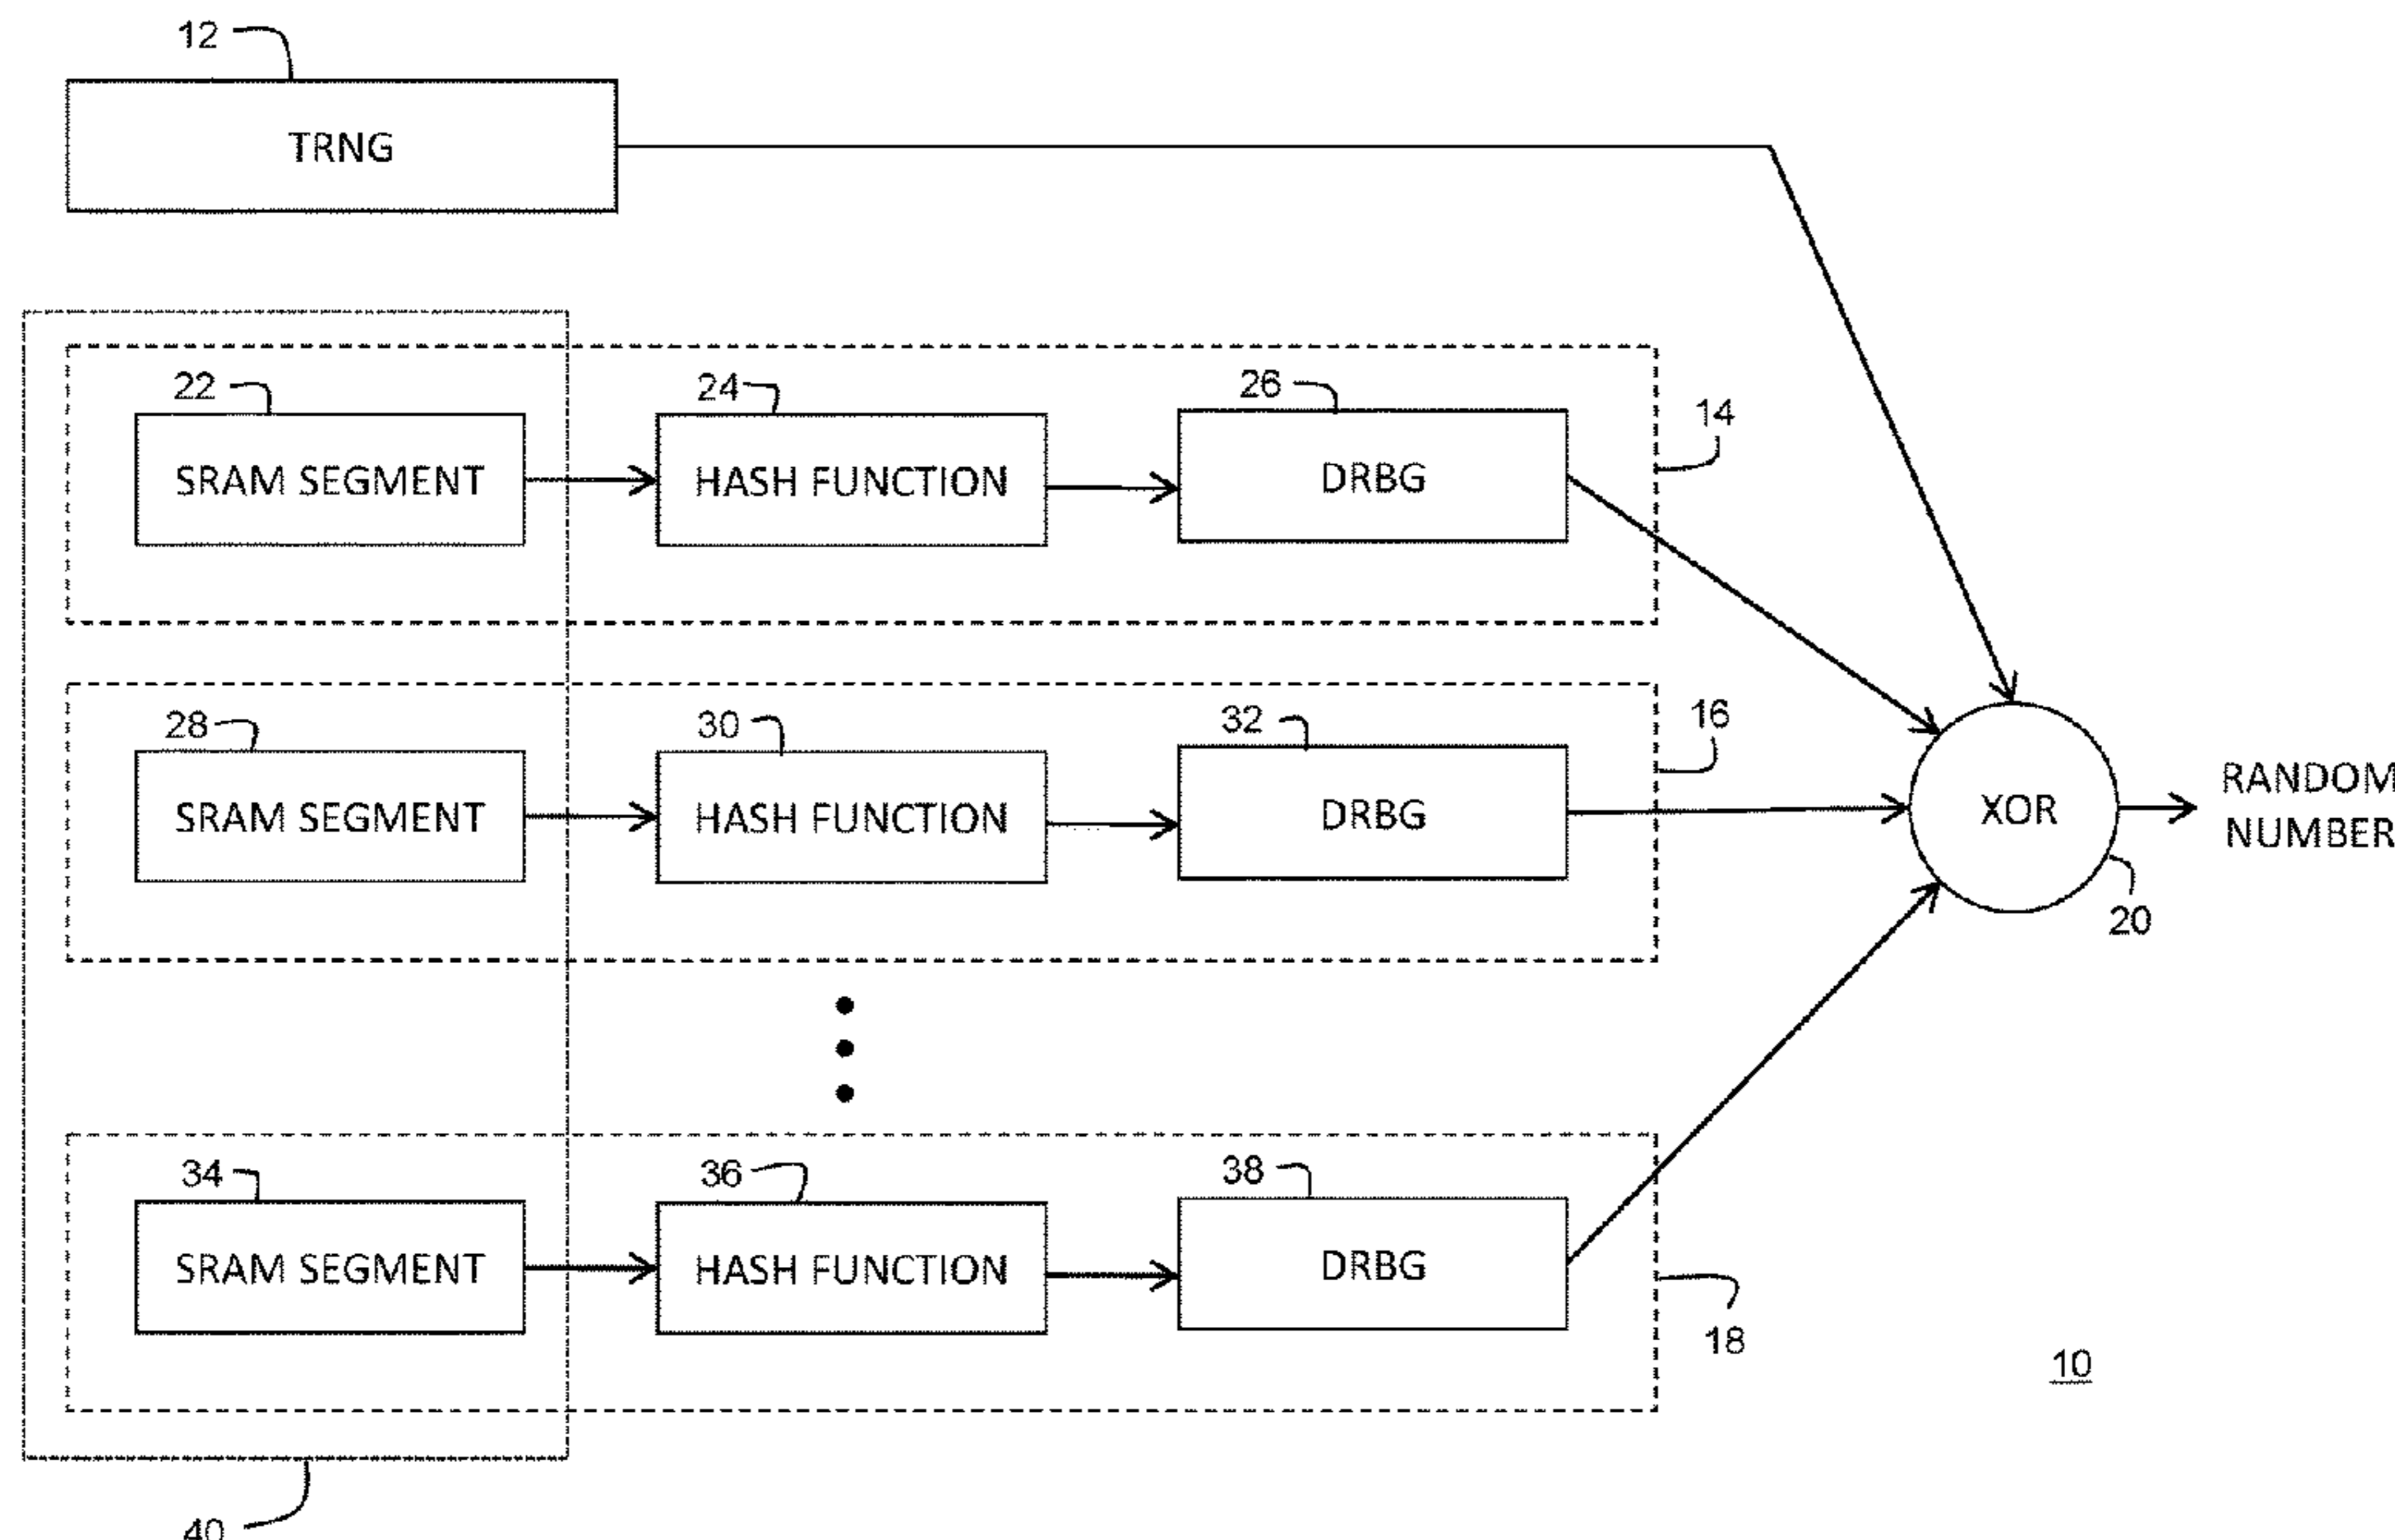 12
TRNG
22
24
26
14
SRAM SEGMENT
HASH FUNCTION
DRBG
28
30
32
16
SRAM SEGMENT
HASH FUNCTION
DRBG
XOR
RANDOM
NUMBER
20
34
36
38
SRAM SEGMENT
HASH FUNCTION
DRBG
18
10
40